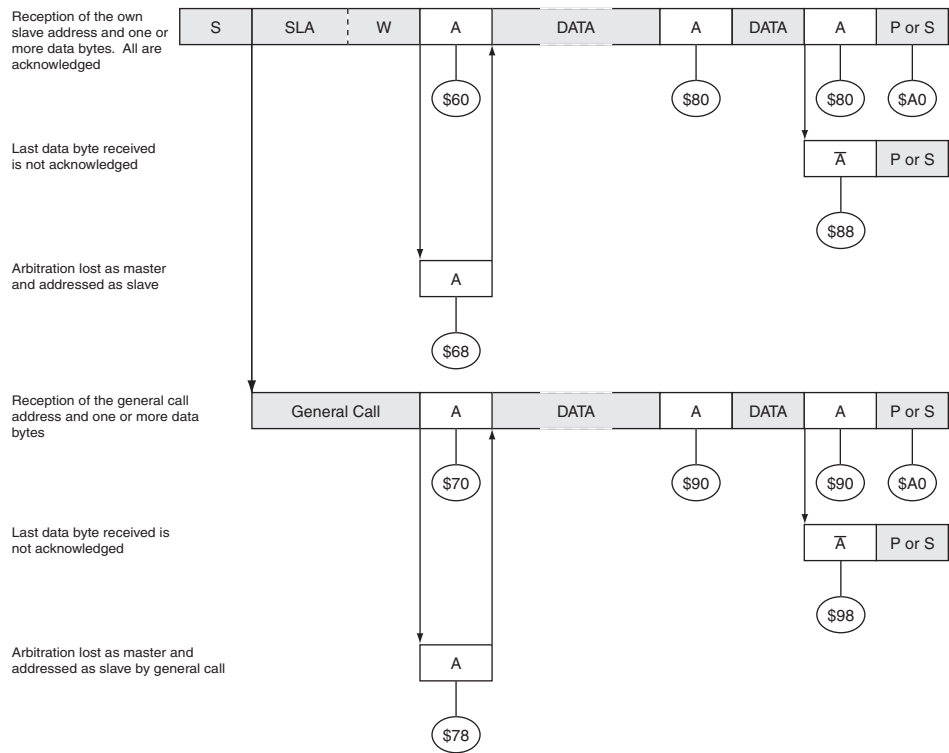 Reception of the own
slave address and one or
more data bytes. All are
acknowledged
S SLA W A DATA A DATA A P or S
$60 $80 $80 $A0
Last data byte received
is not acknowledged
A̅ P or S
$88
Arbitration lost as master
and addressed as slave
A
$68
Reception of the general call
address and one or more data
bytes
General Call A DATA A DATA A P or S
$70 $90 $90 $A0
Last data byte received is
not acknowledged
A̅ P or S
$98
Arbitration lost as master and
addressed as slave by general call
A
$78